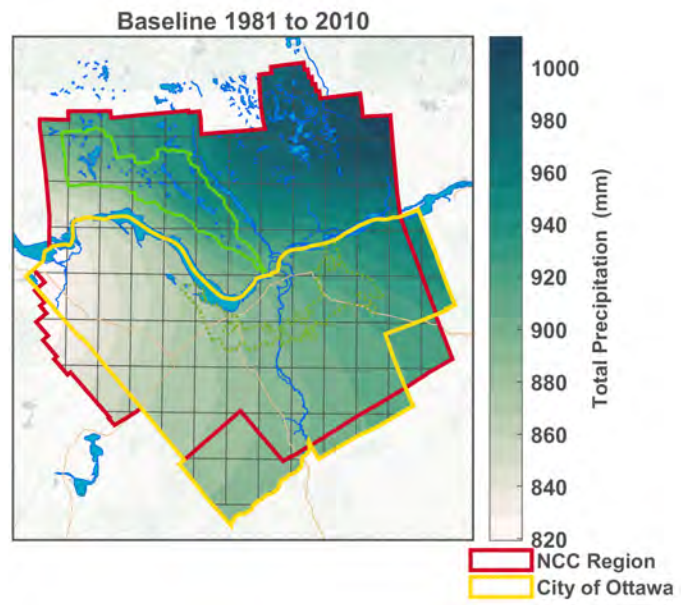 Baseline 1981 to 2010
1000
980
960
940
920
900
880
860
840
820
Total Precipitation (mm)
NCC Region
City of Ottawa